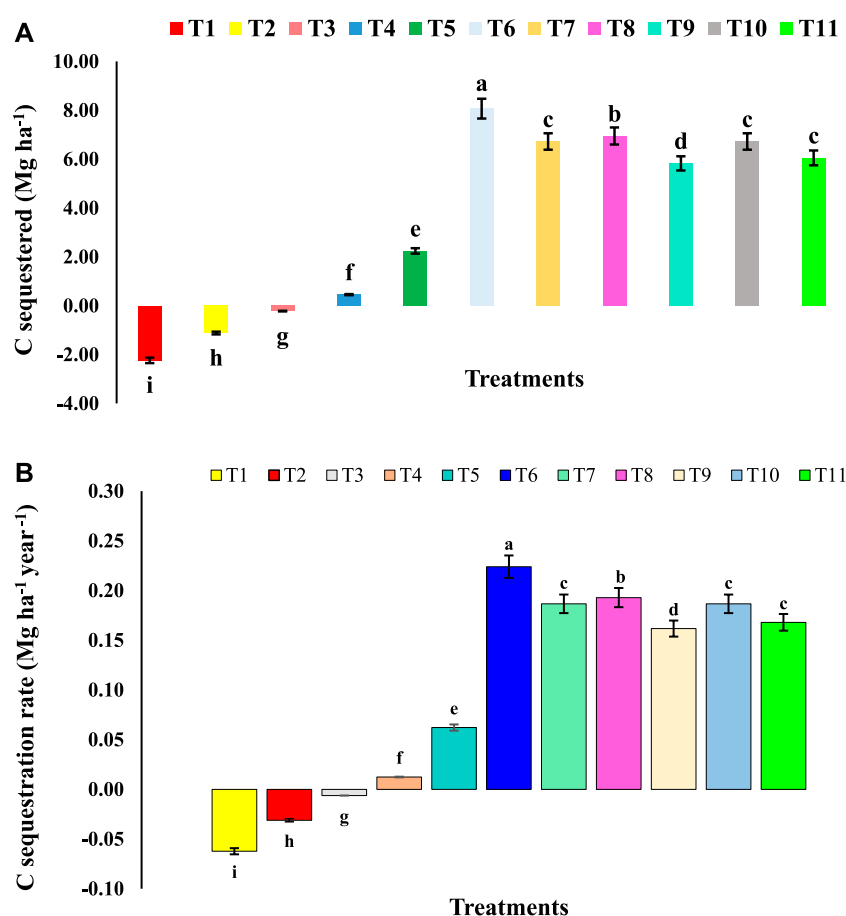 A
T1 T2 T3 T4 T5 T6 T7 T8 T9 T10 T11
C sequestered (Mg ha⁻¹)
10.00
8.00
6.00
4.00
2.00
0.00
-2.00
-4.00
i h g f e a c b d c c
Treatments
B
T1 T2 T3 T4 T5 T6 T7 T8 T9 T10 T11
C sequestration rate (Mg ha⁻¹ year⁻¹)
0.30
0.25
0.20
0.15
0.10
0.05
0.00
-0.05
-0.10
i h g f e a c b d c c
Treatments